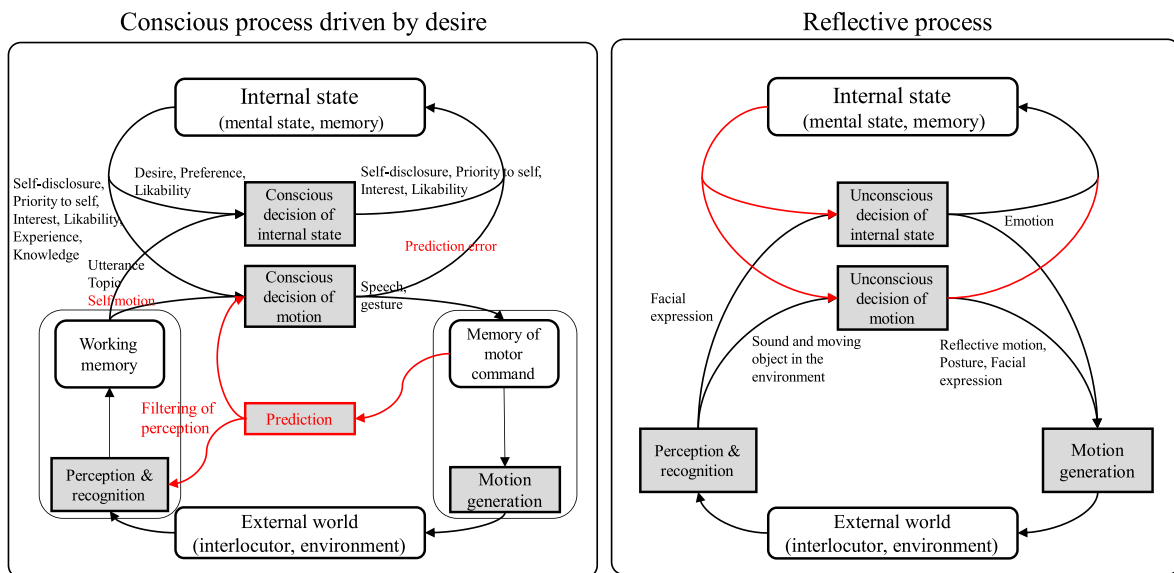 Conscious process driven by desire
Internal state
(mental state, memory)
Self-disclosure,
Priority to self,
Interest, Likability,
Experience,
Knowledge
Desire, Preference,
Likability
Self-disclosure, Priority to self,
Interest, Likability
Conscious
decision of
internal state
Prediction error
Utterance
Topic
Self motion
Conscious
decision of
motion
Speech,
gesture
Working
memory
Memory of
motor
command
Filtering of
perception
Prediction
Perception &
recognition
Motion
generation
External world
(interlocutor, environment)
Reflective process
Internal state
(mental state, memory)
Unconscious
decision of
internal state
Emotion
Unconscious
decision of
motion
Facial
expression
Sound and moving
object in the
environment
Reflective motion,
Posture, Facial
expression
Perception &
recognition
Motion
generation
External world
(interlocutor, environment)